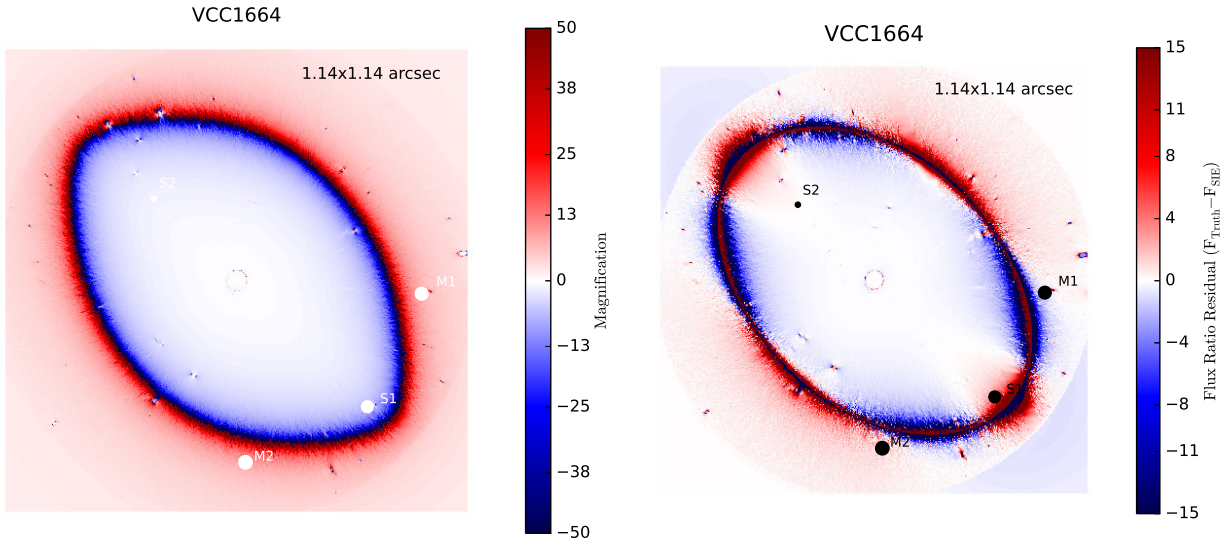 VCC1664
1.14x1.14 arcsec
S2
M1
S1
M2
50
38
25
13
0
−13
−25
−38
−50
Magnification
VCC1664
1.14x1.14 arcsec
S2
M1
S1
M2
15
11
8
4
0
−4
−8
−11
−15
Flux Ratio Residual (F_Truth−F_SIE)